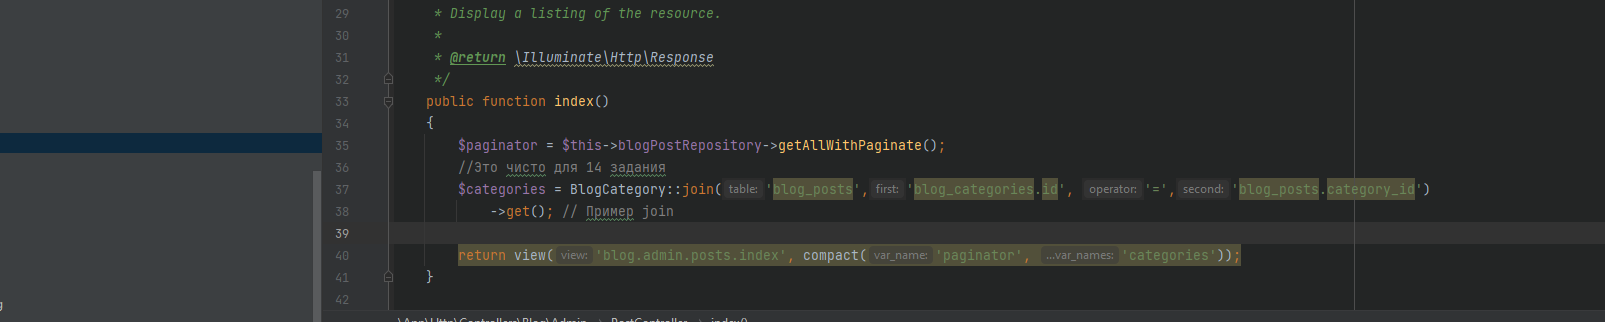 29 * Display a listing of the resource.
30 *
31 * @return \Illuminate\Http\Response
32 */
33 public function index()
34 {
35 $paginator = $this->blogPostRepository->getAllWithPaginate();
36 //Это чисто для 14 задания
37 $categories = BlogCategory::join( table: 'blog_posts', first: 'blog_categories.id', operator: '=', second: 'blog_posts.category_id')
38 ->get(); // Пример join
39
40 return view( view: 'blog.admin.posts.index', compact( var_name: 'paginator', ...var_names: 'categories'));
41 }
42
\App\Http\Controllers\Blog\Admin > PostController > index()